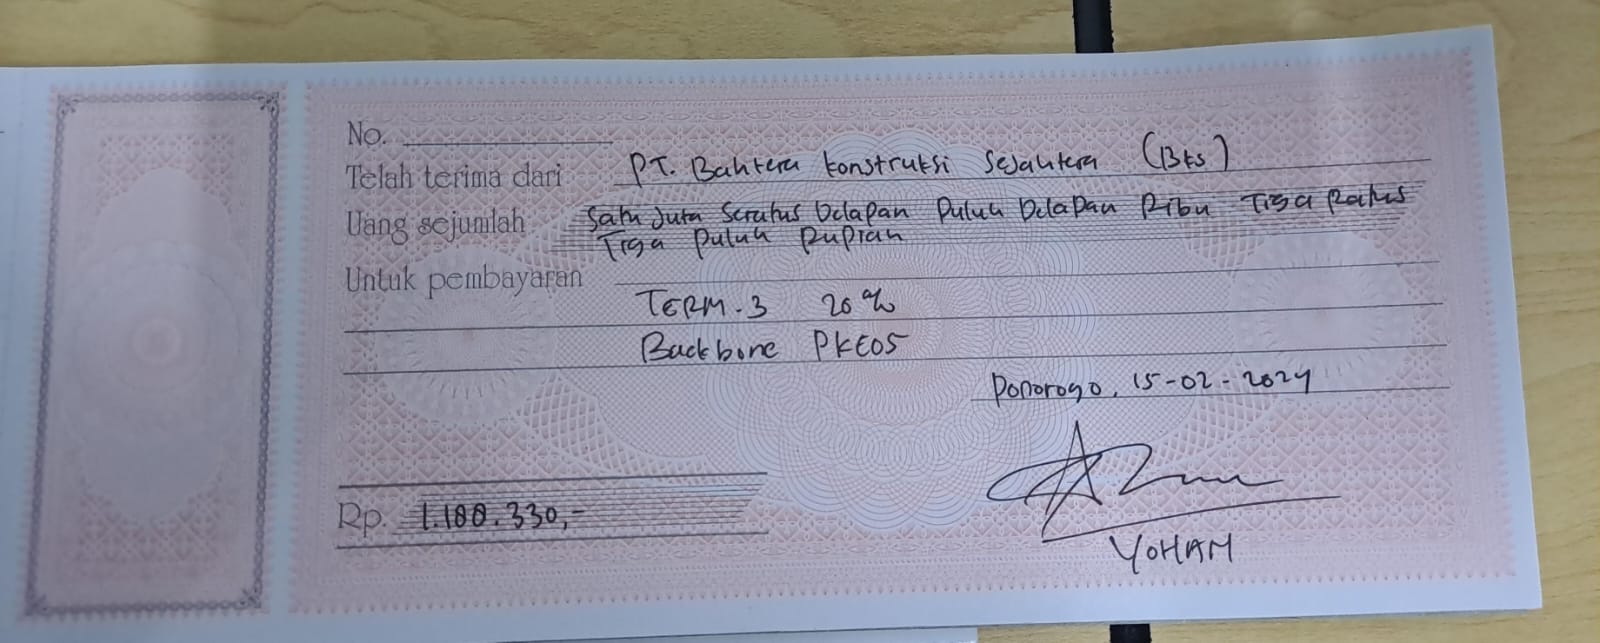 No.
Telah terima dari PT. Bahtera Konstruksi Sejahtera (Bks)
Uang sejumlah Satu Juta Seratus Delapan Puluh Delapan Ribu Tiga Ratus
Tiga Puluh Rupiah
Untuk pembayaran
TERM-3 20%
Backbone PKE05
Ponorogo, 15-02-2024
Rp. 1.188.330,-
YOHAM